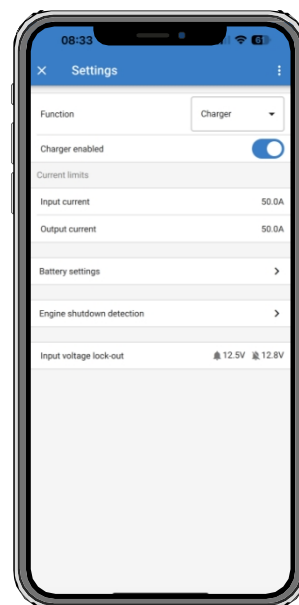 08:33
Settings
Function Charger
Charger enabled
Current limits
Input current 50.0A
Output current 50.0A
Battery settings
Engine shutdown detection
Input voltage lock-out 12.5V 12.8V